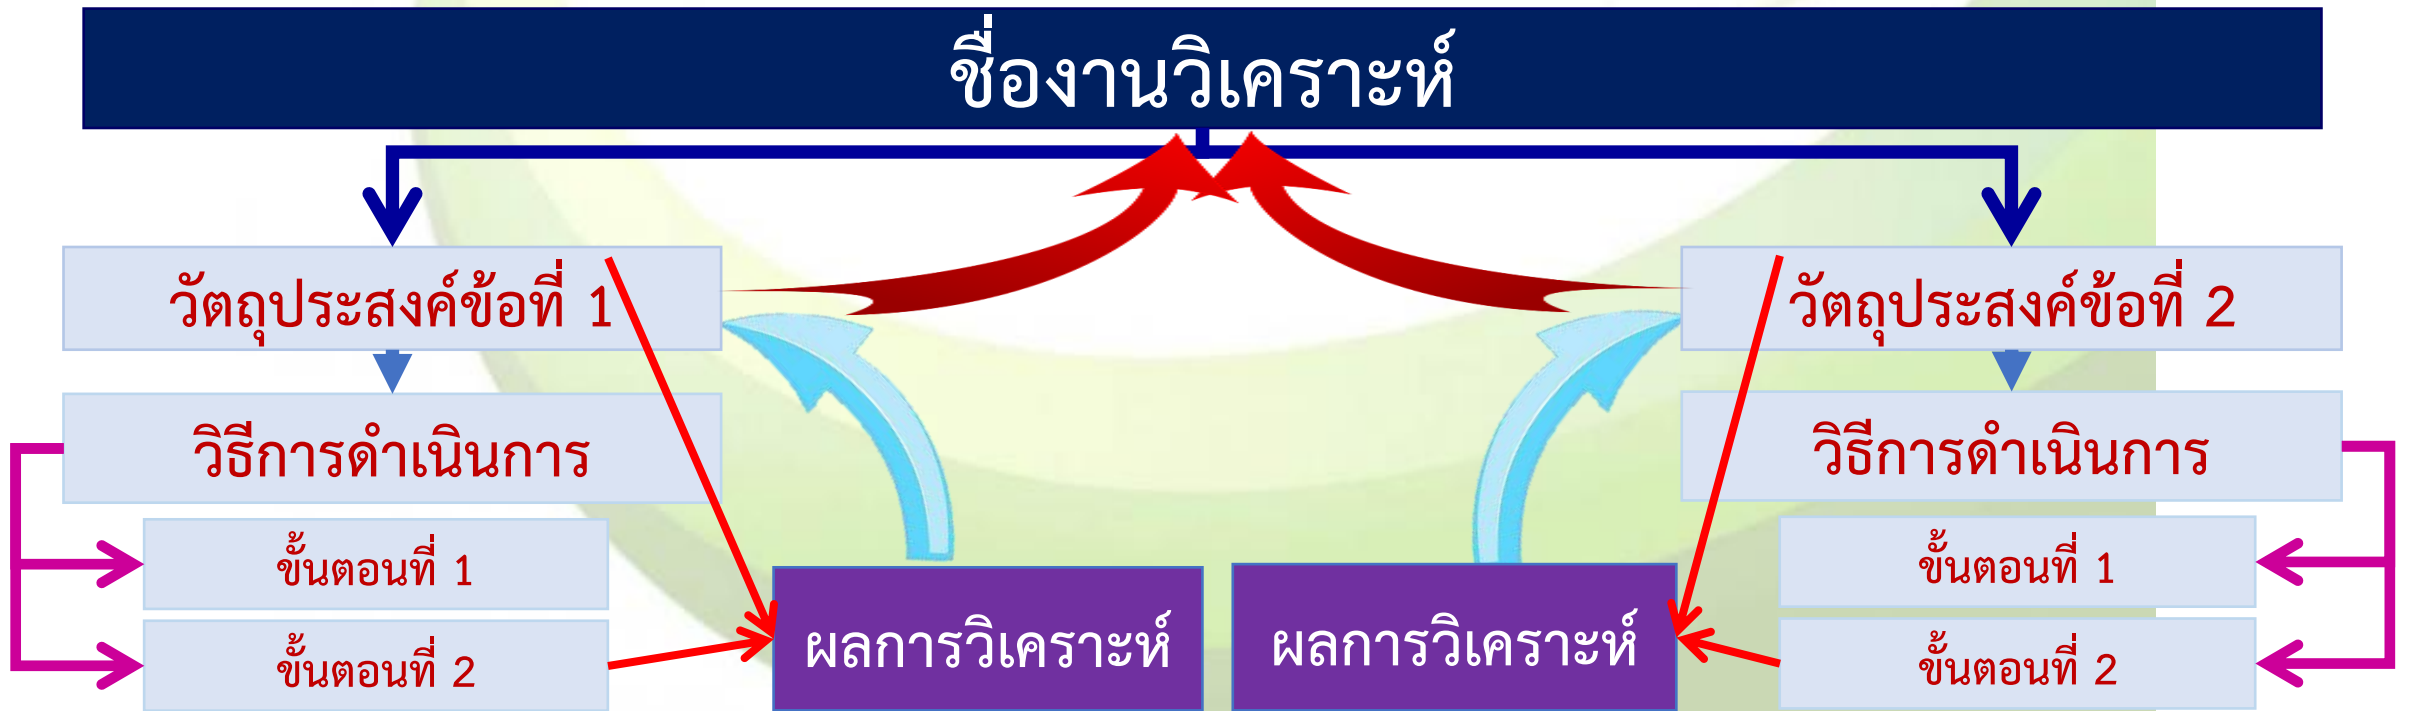 ชื่องานวิเคราะห์
วัตถุประสงค์ข้อที่ 1
วัตถุประสงค์ข้อที่ 2
วิธีการดำเนินการ
วิธีการดำเนินการ
ขั้นตอนที่ 1
ขั้นตอนที่ 1
ผลการวิเคราะห์
ผลการวิเคราะห์
ขั้นตอนที่ 2
ขั้นตอนที่ 2